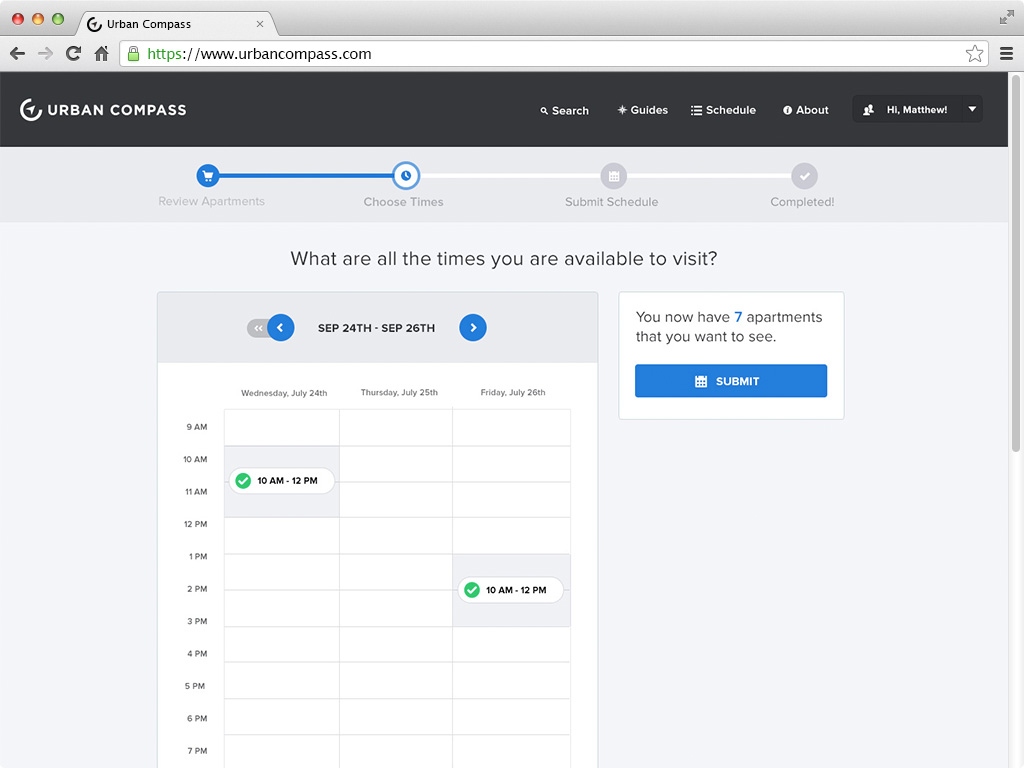 Urban Compass
https://www.urbancompass.com
URBAN COMPASS
Search
Guides
Schedule
About
Hi, Matthew!
Review Apartments
Choose Times
Submit Schedule
Completed!
What are all the times you are available to visit?
SEP 24TH - SEP 26TH
You now have 7 apartments
that you want to see.
SUBMIT
Wednesday, July 24th
Thursday, July 25th
Friday, July 26th
9 AM
10 AM
10 AM - 12 PM
11 AM
12 PM
1 PM
2 PM
10 AM - 12 PM
3 PM
4 PM
5 PM
6 PM
7 PM